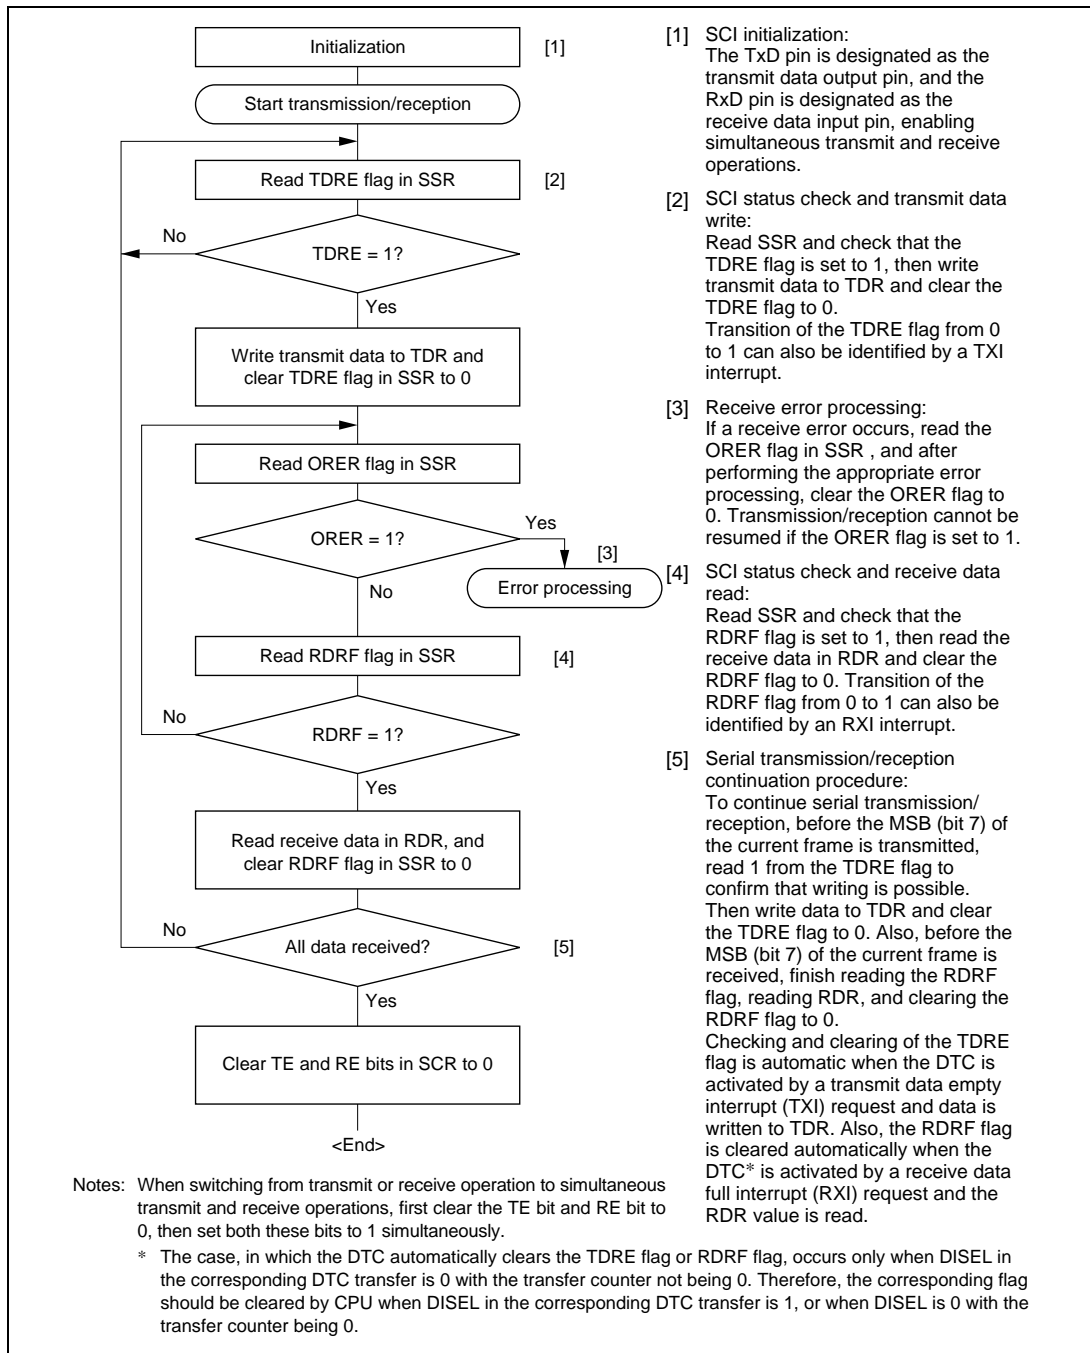 Initialization
[1]
Start transmission/reception
Read TDRE flag in SSR
[2]
No
TDRE = 1?
Yes
Write transmit data to TDR and
clear TDRE flag in SSR to 0
Read ORER flag in SSR
ORER = 1?
Yes
[3]
Error processing
No
Read RDRF flag in SSR
[4]
No
RDRF = 1?
Yes
Read receive data in RDR, and
clear RDRF flag in SSR to 0
No
All data received?
[5]
Yes
Clear TE and RE bits in SCR to 0
<End>
[1] SCI initialization:
The TxD pin is designated as the
transmit data output pin, and the
RxD pin is designated as the
receive data input pin, enabling
simultaneous transmit and receive
operations.
[2] SCI status check and transmit data
write:
Read SSR and check that the
TDRE flag is set to 1, then write
transmit data to TDR and clear the
TDRE flag to 0.
Transition of the TDRE flag from 0
to 1 can also be identified by a TXI
interrupt.
[3] Receive error processing:
If a receive error occurs, read the
ORER flag in SSR , and after
performing the appropriate error
processing, clear the ORER flag to
0. Transmission/reception cannot be
resumed if the ORER flag is set to 1.
[4] SCI status check and receive data
read:
Read SSR and check that the
RDRF flag is set to 1, then read the
receive data in RDR and clear the
RDRF flag to 0. Transition of the
RDRF flag from 0 to 1 can also be
identified by an RXI interrupt.
[5] Serial transmission/reception
continuation procedure:
To continue serial transmission/
reception, before the MSB (bit 7) of
the current frame is transmitted,
read 1 from the TDRE flag to
confirm that writing is possible.
Then write data to TDR and clear
the TDRE flag to 0. Also, before the
MSB (bit 7) of the current frame is
received, finish reading the RDRF
flag, reading RDR, and clearing the
RDRF flag to 0.
Checking and clearing of the TDRE
flag is automatic when the DTC is
activated by a transmit data empty
interrupt (TXI) request and data is
written to TDR. Also, the RDRF flag
is cleared automatically when the
DTC* is activated by a receive data
full interrupt (RXI) request and the
RDR value is read.
Notes: When switching from transmit or receive operation to simultaneous
transmit and receive operations, first clear the TE bit and RE bit to
0, then set both these bits to 1 simultaneously.
* The case, in which the DTC automatically clears the TDRE flag or RDRF flag, occurs only when DISEL in
the corresponding DTC transfer is 0 with the transfer counter not being 0. Therefore, the corresponding flag
should be cleared by CPU when DISEL in the corresponding DTC transfer is 1, or when DISEL is 0 with the
transfer counter being 0.